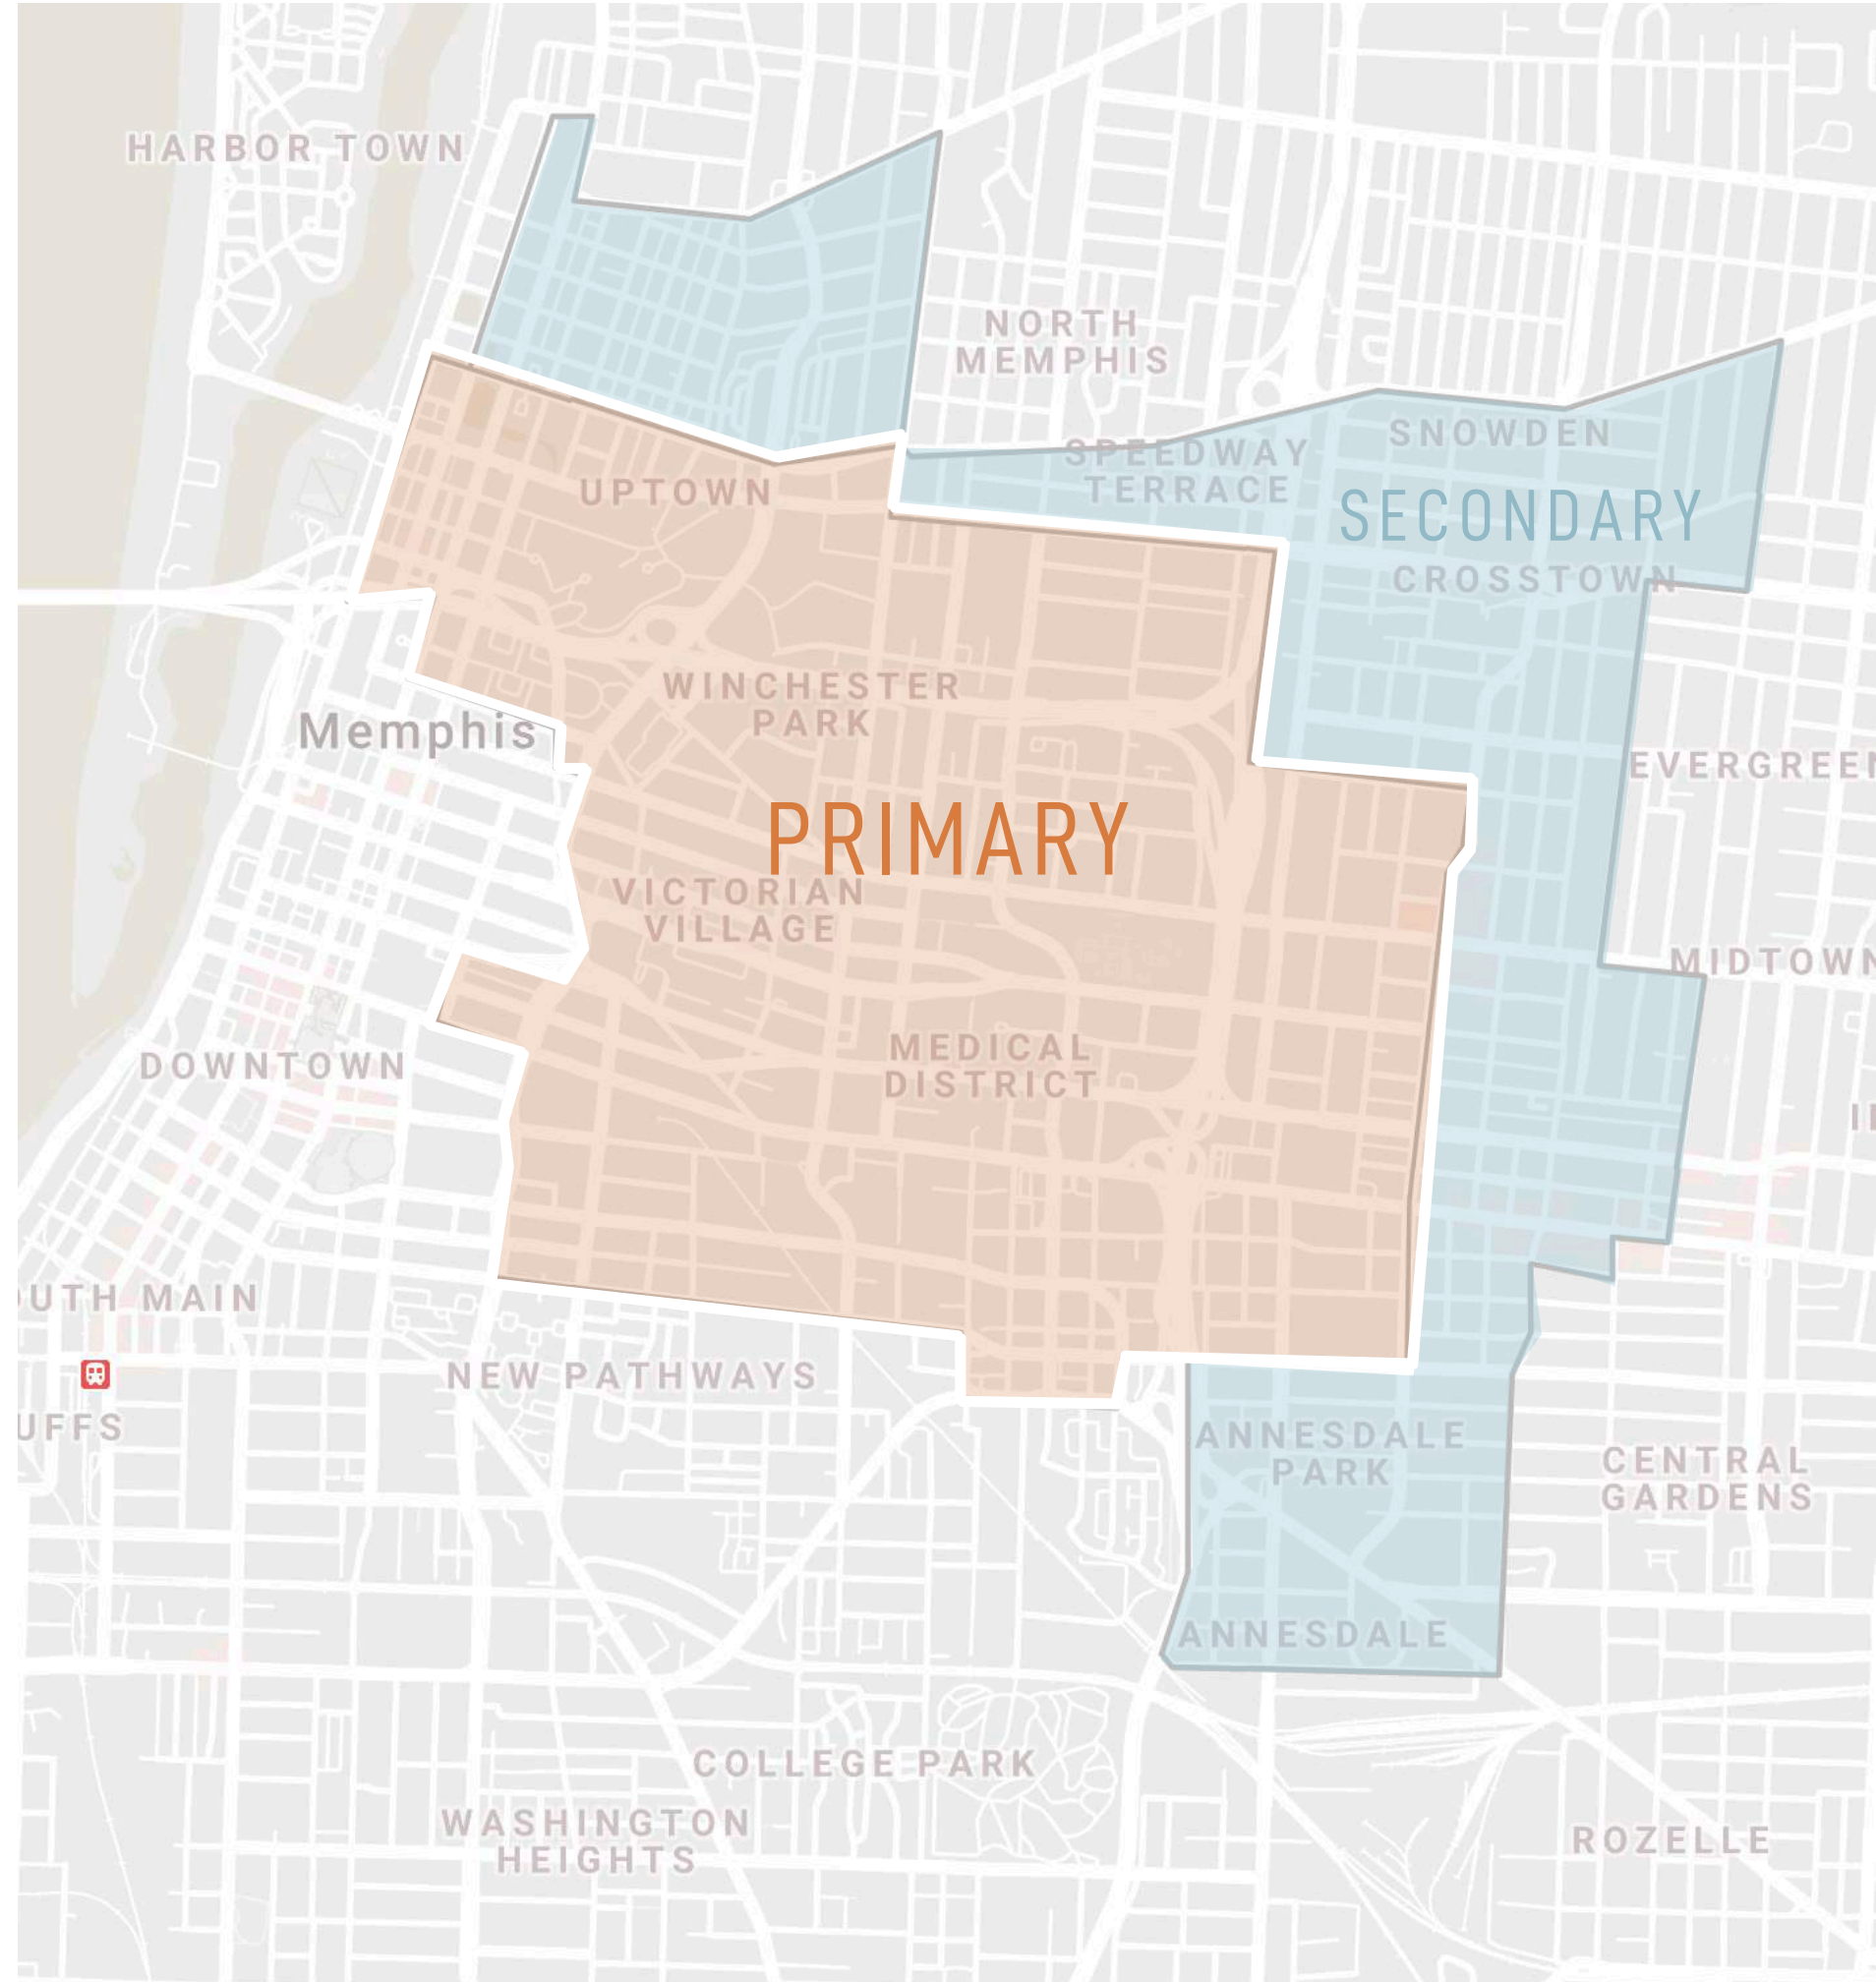 HARBOR TOWN
NORTH
MEMPHIS
SNOWDEN
SPEEDWAY
TERRACE
SECONDARY
UPTOWN
CROSSTOWN
WINCHESTER
PARK
Memphis
EVERGREEN
PRIMARY
VICTORIAN
VILLAGE
MIDTOWN
MEDICAL
DISTRICT
DOWNTOWN
UTH MAIN
NEW PATHWAYS
UFFS
ANNESDALE
PARK
CENTRAL
GARDENS
ANNESDALE
COLLEGE PARK
WASHINGTON
HEIGHTS
ROZELLE